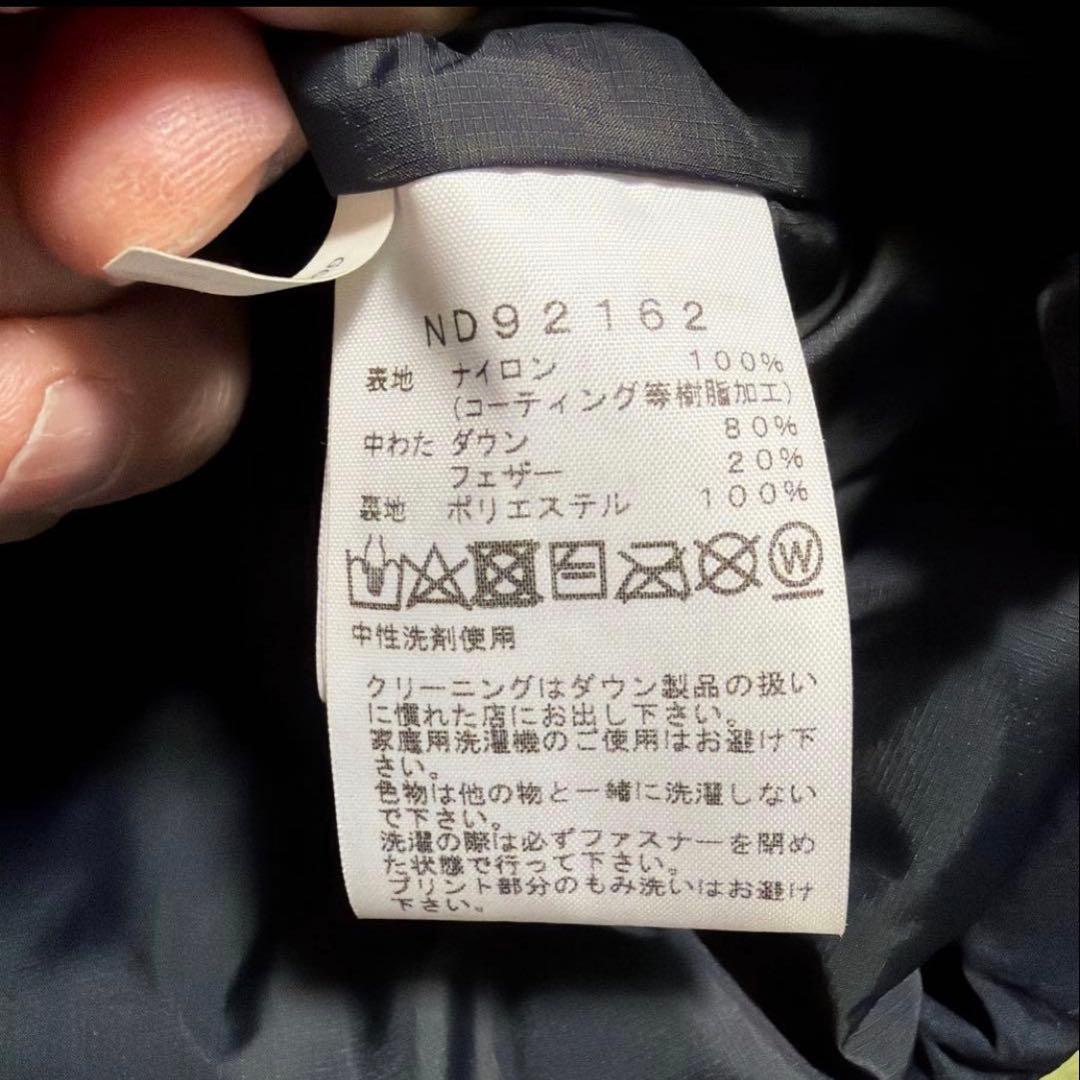 ND92162
表地 ナイロン 100%
(コーティング等樹脂加工)
中わた ダウン 80%
フェザー 20%
裏地 ポリエステル 100%
W
中性洗剤使用
クリーニングはダウン製品の扱い
に慣れた店にお出し下さい。
家庭用洗濯機のご使用はお避け下
さい。
色物は他の物と一緒に洗濯しない
で下さい。
洗濯の際は必ずファスナーを閉め
た状態で行って下さい。
プリント部分のもみ洗いはお避け
下さい。